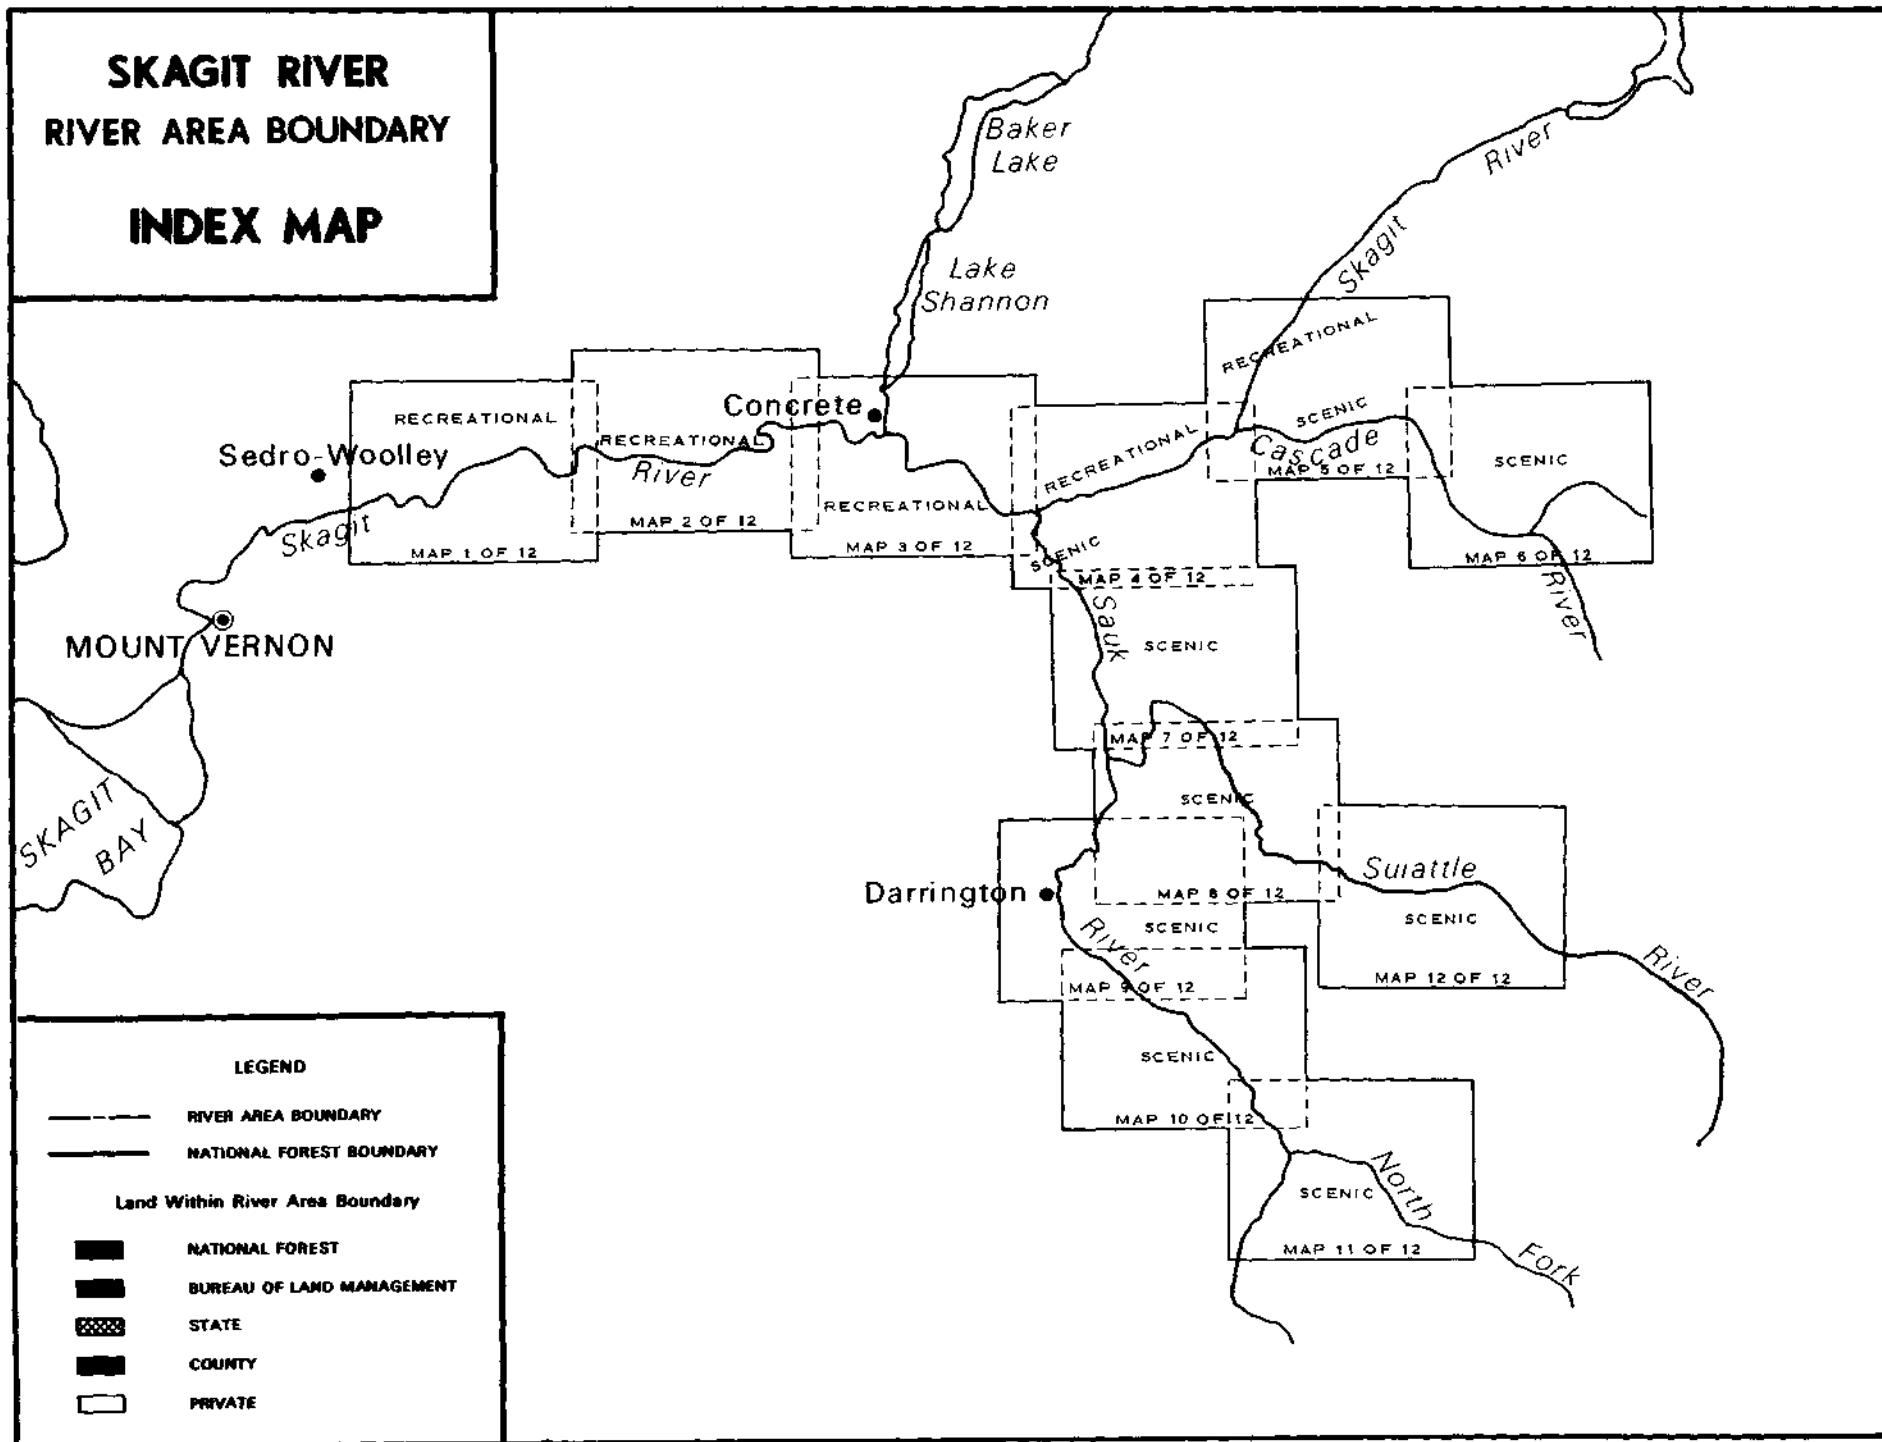 SKAGIT RIVER
RIVER AREA BOUNDARY
INDEX MAP
Baker
Lake
Lake
Shannon
River
Skagit
RECREATIONAL
SCENIC
Cascade
MAP 5 OF 12
SCENIC
MAP 6 OF 12
River
Concrete
RECREATIONAL
RECREATIONAL
RECREATIONAL
Sedro-Woolley
River
Skagit
MAP 1 OF 12
MAP 2 OF 12
RECREATIONAL
MAP 3 OF 12
SCENIC
MAP 4 OF 12
Sauk
SCENIC
MAP 7 OF 12
MOUNT VERNON
SKAGIT
BAY
SCENIC
Suiattle
SCENIC
River
MAP 12 OF 12
Darrington
MAP 8 OF 12
SCENIC
River
MAP 9 OF 12
SCENIC
MAP 10 OF 12
North
SCENIC
MAP 11 OF 12
Fork
LEGEND
RIVER AREA BOUNDARY
NATIONAL FOREST BOUNDARY
Land Within River Area Boundary
NATIONAL FOREST
BUREAU OF LAND MANAGEMENT
STATE
COUNTY
PRIVATE